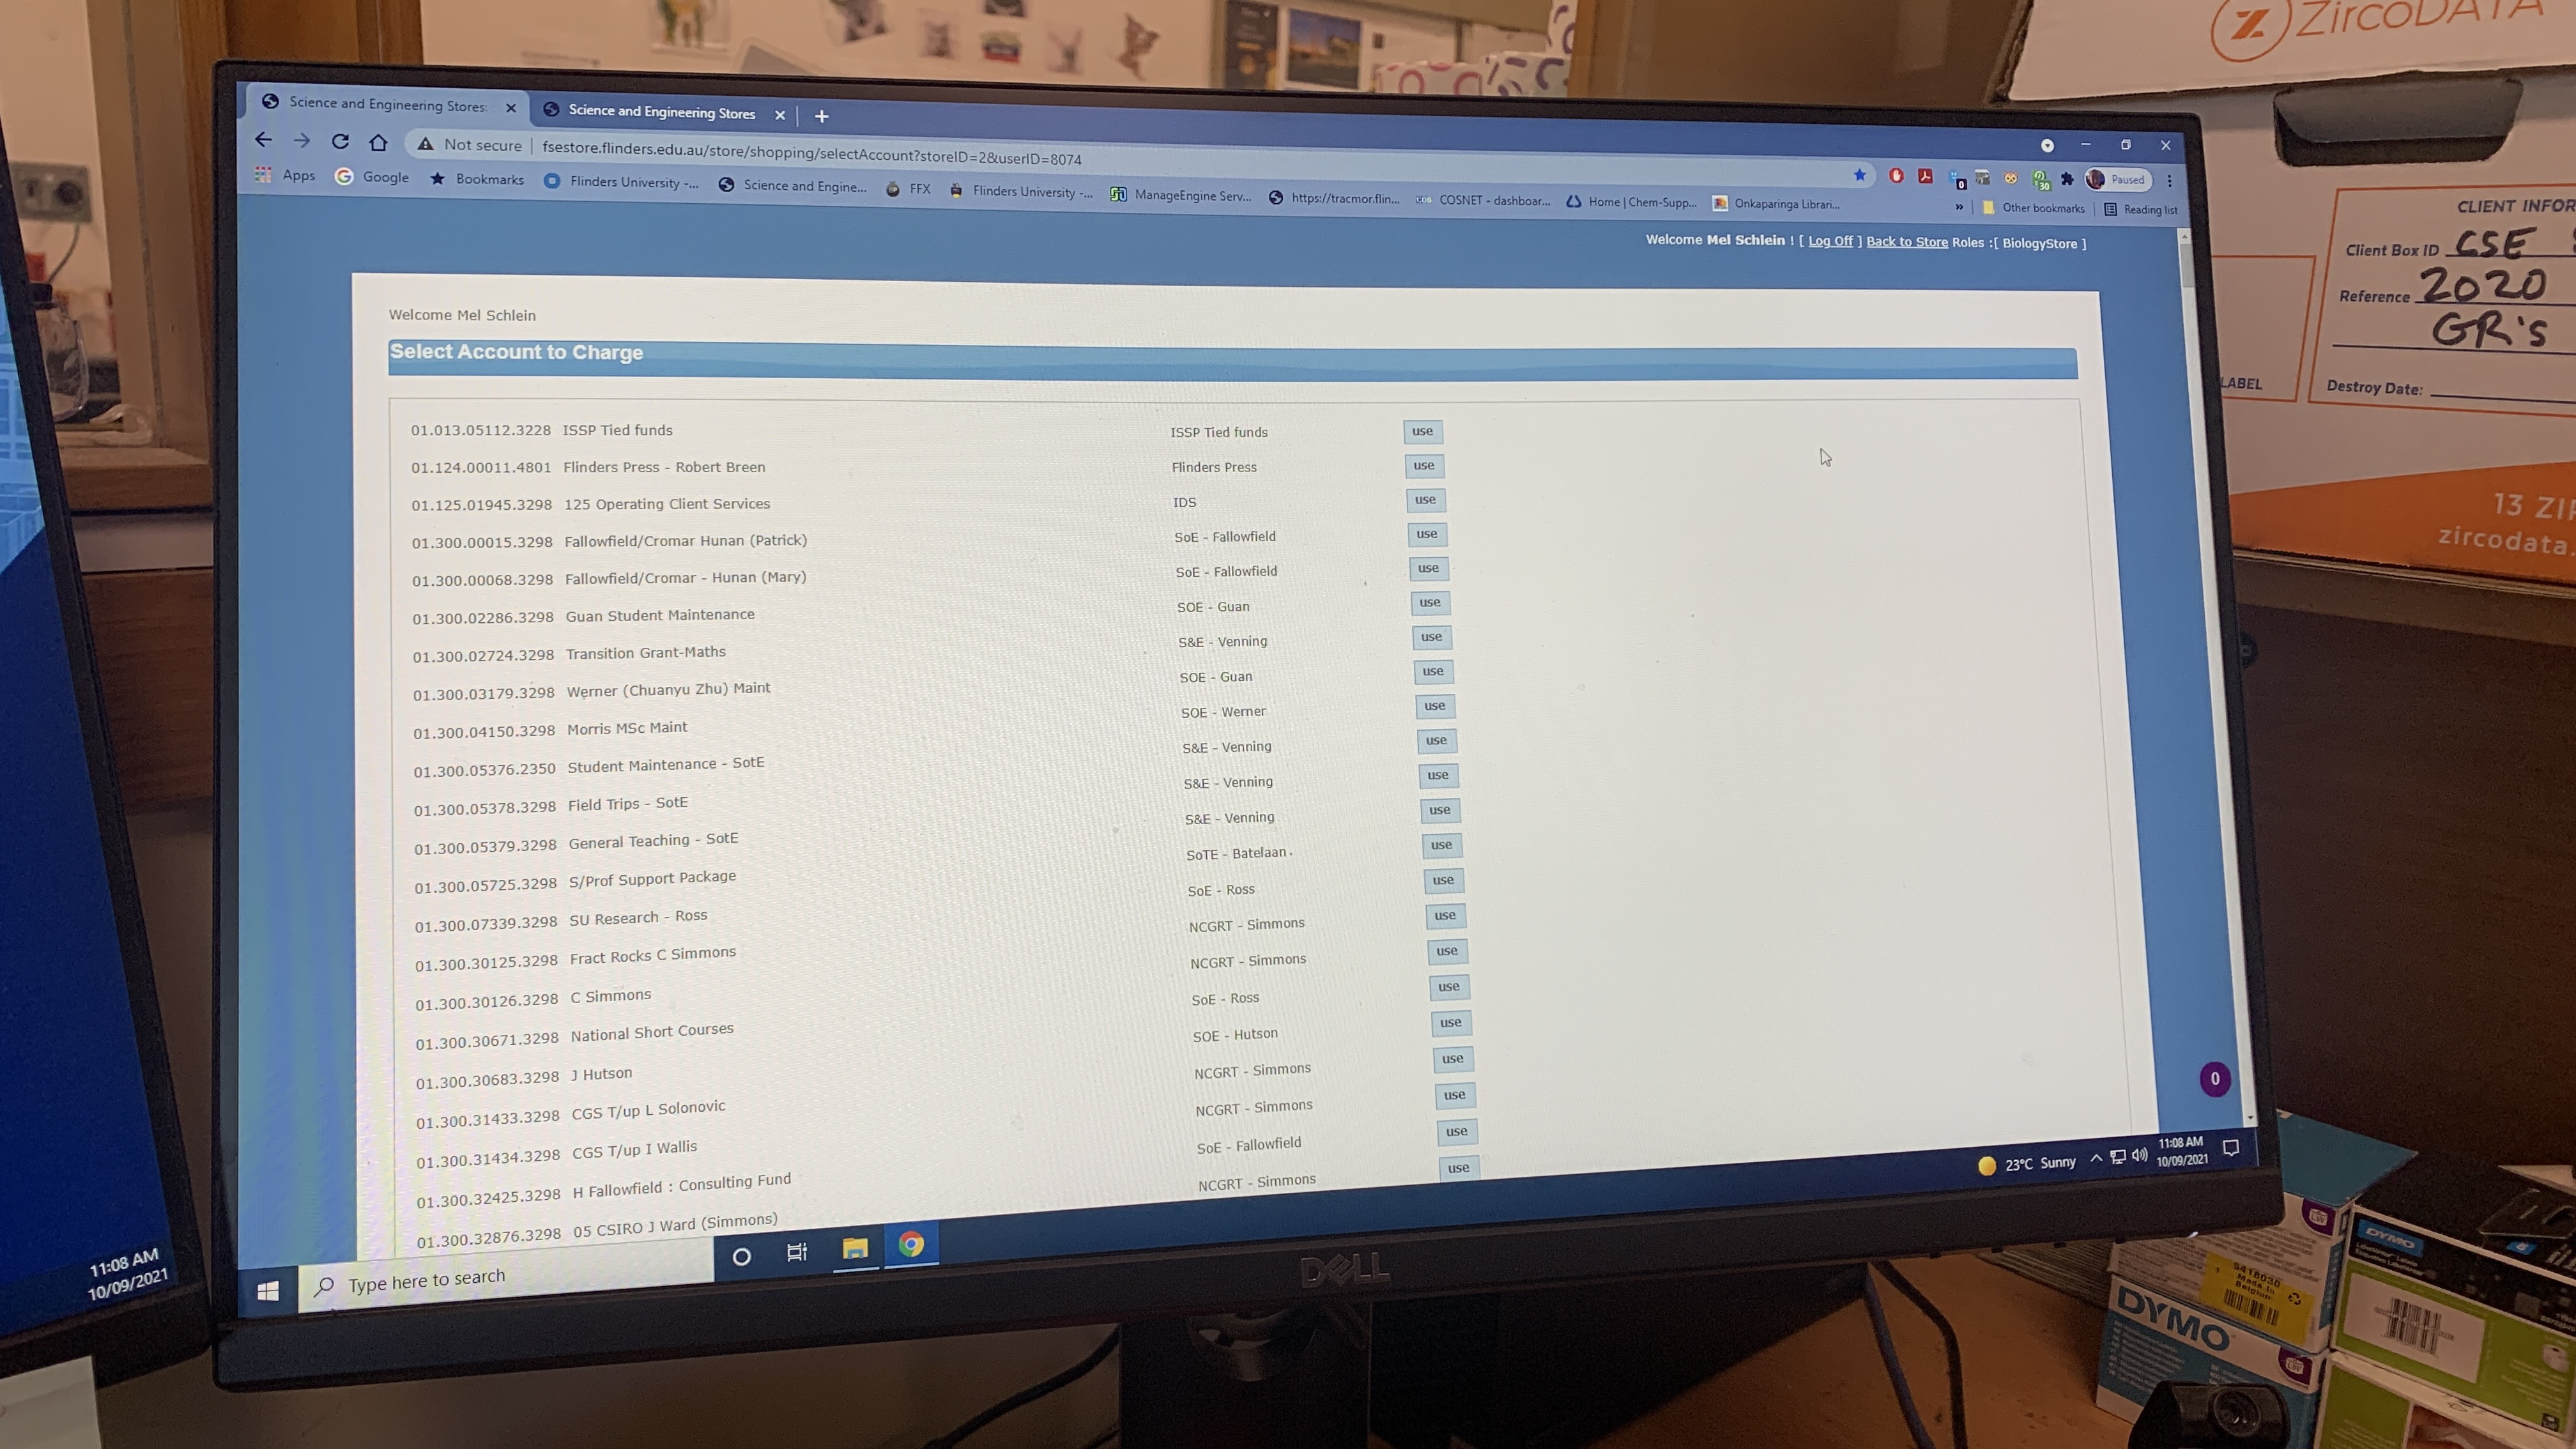 Science and Engineering Stores: Science and Engineering Stores
Not secure fsestore.flinders.edu.au/store/shopping/selectAccount?storeID=2&userID=8074
Apps Google Bookmarks Flinders University -... Science and Engine... FFX Flinders University -... ManageEngine Serv... https://tracmor.flin... COSNET - dashboar... Home | Chem-Supp... Onkaparinga Librari... » Other bookmarks Reading list
0 30 Paused
Welcome Mel Schlein ! [ Log Off ] Back to Store Roles :[ BiologyStore ]
Welcome Mel Schlein
Select Account to Charge
01.013.05112.3228 ISSP Tied funds ISSP Tied funds use
01.124.00011.4801 Flinders Press - Robert Breen Flinders Press use
01.125.01945.3298 125 Operating Client Services IDS use
01.300.00015.3298 Fallowfield/Cromar Hunan (Patrick) SoE - Fallowfield use
01.300.00068.3298 Fallowfield/Cromar - Hunan (Mary) SoE - Fallowfield use
01.300.02286.3298 Guan Student Maintenance SOE - Guan use
01.300.02724.3298 Transition Grant-Maths S&E - Venning use
01.300.03179.3298 Werner (Chuanyu Zhu) Maint SOE - Guan use
01.300.04150.3298 Morris MSc Maint SOE - Werner use
01.300.05376.2350 Student Maintenance - SotE S&E - Venning use
01.300.05378.3298 Field Trips - SotE S&E - Venning use
01.300.05379.3298 General Teaching - SotE S&E - Venning use
01.300.05725.3298 S/Prof Support Package SoTE - Batelaan use
01.300.07339.3298 SU Research - Ross SoE - Ross use
01.300.30125.3298 Fract Rocks C Simmons NCGRT - Simmons use
01.300.30126.3298 C Simmons NCGRT - Simmons use
01.300.30671.3298 National Short Courses SoE - Ross use
01.300.30683.3298 J Hutson SOE - Hutson use
01.300.31433.3298 CGS T/up L Solonovic NCGRT - Simmons use
01.300.31434.3298 CGS T/up I Wallis NCGRT - Simmons use
01.300.32425.3298 H Fallowfield : Consulting Fund SoE - Fallowfield use
01.300.32876.3298 05 CSIRO J Ward (Simmons) NCGRT - Simmons use
0
Type here to search
23°C Sunny
11:08 AM
10/09/2021
11:08 AM
10/09/2021
DELL
ZircoDATA
CLIENT INFOR
Client Box ID CSE
Reference 2020
GR's
LABEL
Destroy Date:
13 ZI
zircodata.
DYMO
5418030
Made in
Belgium
DYMO